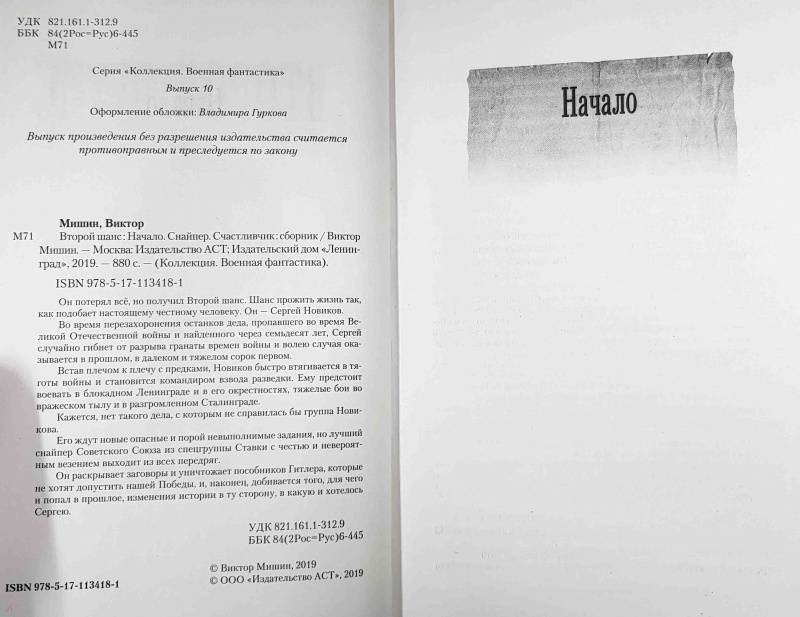 УДК 821.161.1-312.9
ББК 84(2Рос=Рус)6-445
М71
Серия «Коллекция. Военная фантастика»
Выпуск 10
Оформление обложки: Владимира Гуркова
Выпуск произведения без разрешения издательства считается
противоправным и преследуется по закону
Мишин, Виктор
М71 Второй шанс: Начало. Снайпер. Счастливчик: сборник / Виктор
Мишин. — Москва: Издательство АСТ; Издательский дом «Ленин-
град», 2019. — 880 с. — (Коллекция. Военная фантастика).
ISBN 978-5-17-113418-1
Он потерял всё, но получил Второй шанс. Шанс прожить жизнь так,
как подобает настоящему честному человеку. Он — Сергей Новиков.
Во время перезахоронения останков деда, пропавшего во время Ве-
ликой Отечественной войны и найденного через семьдесят лет, Сергей
случайно гибнет от разрыва гранаты времен войны и волею случая ока-
зывается в прошлом, в далеком и тяжелом сорок первом.
Встав плечом к плечу с предками, Новиков быстро втягивается в тя-
готы войны и становится командиром взвода разведки. Ему предстоит
воевать в блокадном Ленинграде и в его окрестностях, тяжелые бои во
вражеском тылу и в разгромленном Сталинграде.
Кажется, нет такого дела, с которым не справилась бы группа Нови-
кова.
Его ждут новые опасные и порой невыполнимые задания, но лучший
снайпер Советского Союза из спецгруппы Ставки с честью и невероят-
ным везением выходит из всех передряг.
Он раскрывает заговоры и уничтожает пособников Гитлера, которые
не хотят допустить нашей Победы, и, наконец, добивается того, для чего
и попал в прошлое, изменения истории в ту сторону, в какую и хотелось
Сергею.
УДК 821.161.1-312.9
ББК 84(2Рос=Рус)6-445
© Виктор Мишин, 2019
© ООО «Издательство АСТ», 2019
ISBN 978-5-17-113418-1
Начало